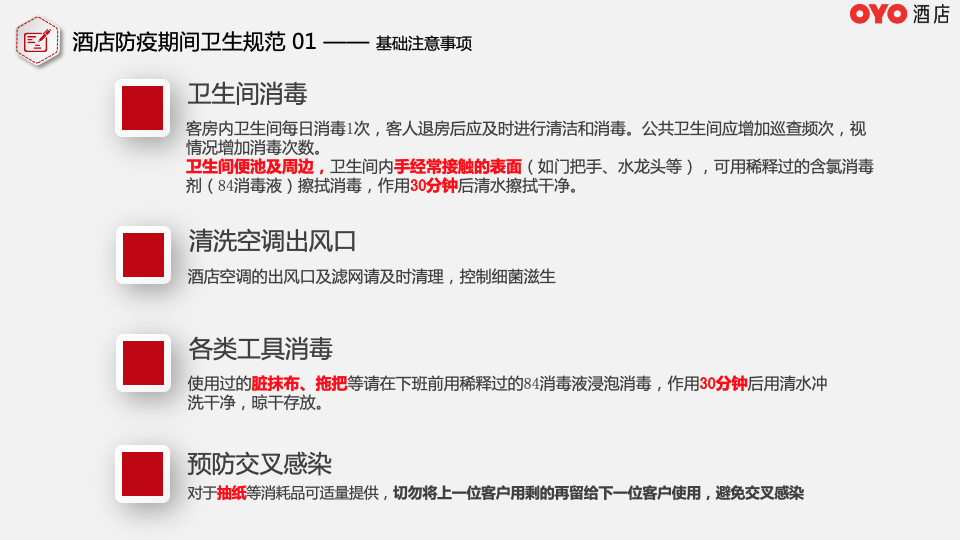 OYO 酒店
酒店防疫期间卫生规范 01 —— 基础注意事项
卫生间消毒
客房内卫生间每日消毒1次，客人退房后应及时进行清洁和消毒。公共卫生间应增加巡查频次，视
情况增加消毒次数。
卫生间便池及周边，卫生间内手经常接触的表面（如门把手、水龙头等），可用稀释过的含氯消毒
剂（84消毒液）擦拭消毒，作用30分钟后清水擦拭干净。
清洗空调出风口
酒店空调的出风口及滤网请及时清理，控制细菌滋生
各类工具消毒
使用过的脏抹布、拖把等请在下班前用稀释过的84消毒液浸泡消毒，作用30分钟后用清水冲
洗干净，晾干存放。
预防交叉感染
对于抽纸等消耗品可适量提供，切勿将上一位客户用剩的再留给下一位客户使用，避免交叉感染